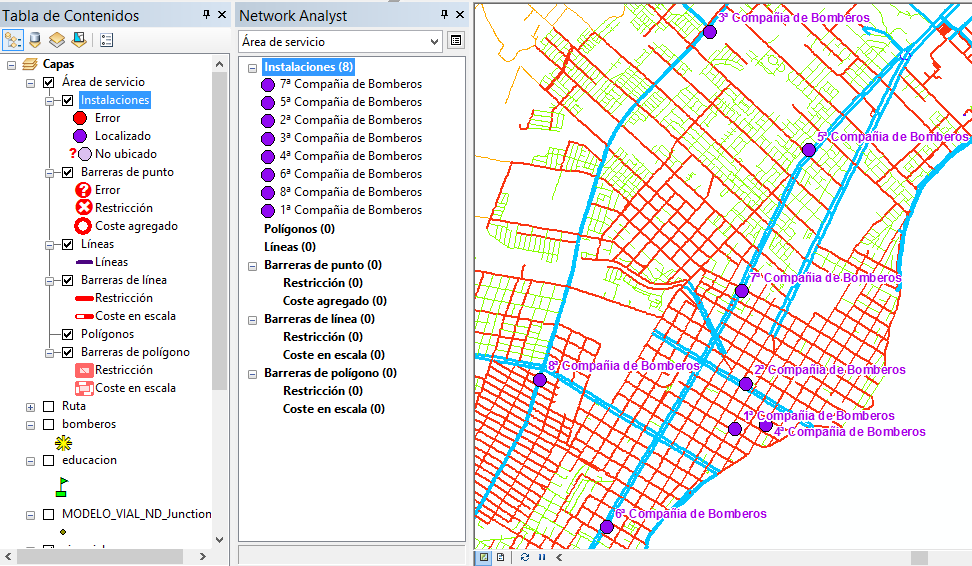 Tabla de Contenidos
Capas
Área de servicio
Instalaciones
Error
Localizado
? No ubicado
Barreras de punto
? Error
Restricción
Coste agregado
Líneas
Líneas
Barreras de línea
Restricción
Coste en escala
Polígonos
Barreras de polígono
Restricción
Coste en escala
Ruta
bomberos
educacion
MODELO_VIAL_ND_Junction
Network Analyst
Área de servicio
Instalaciones (8)
7ª Compañia de Bomberos
5ª Compañia de Bomberos
2ª Compañia de Bomberos
3ª Compañia de Bomberos
4ª Compañia de Bomberos
6ª Compañia de Bomberos
8ª Compañia de Bomberos
1ª Compañia de Bomberos
Polígonos (0)
Líneas (0)
Barreras de punto (0)
Restricción (0)
Coste agregado (0)
Barreras de línea (0)
Restricción (0)
Coste en escala (0)
Barreras de polígono (0)
Restricción (0)
Coste en escala (0)
3ª Compañia de Bomberos
5ª Compañia de Bomberos
7ª Compañia de Bomberos
8ª Compañia de Bomberos
2ª Compañia de Bomberos
1ª Compañia de Bomberos
4ª Compañia de Bomberos
6ª Compañia de Bomberos